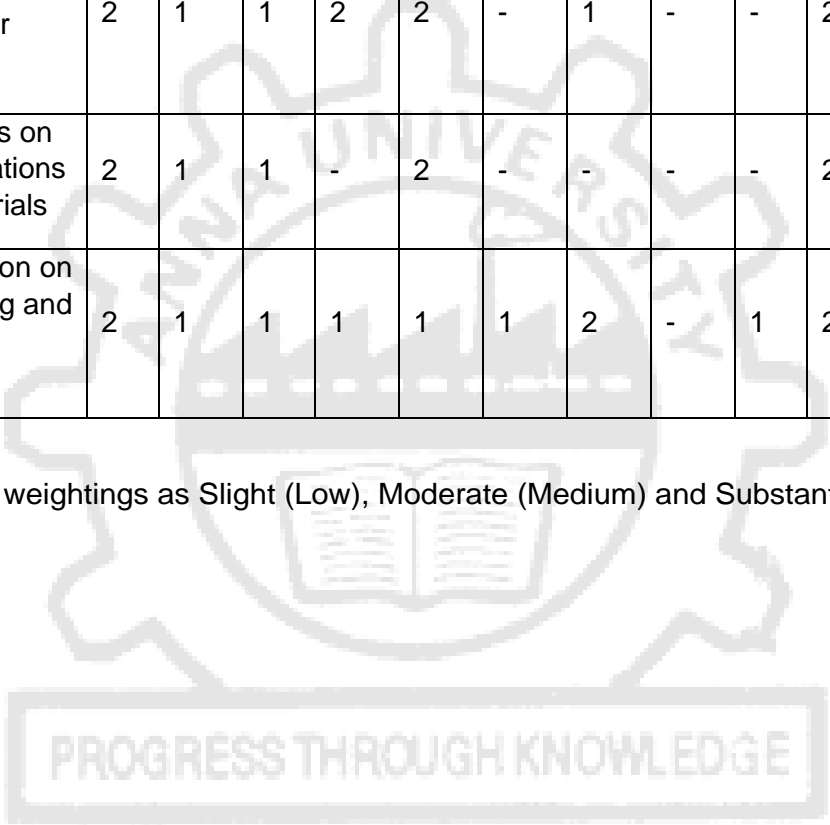 r 2 1 1 2 2 - 1 - - 2
s on
ations 2 1 1 - 2 - - - - 2
rials
on on
g and 2 1 1 1 1 1 2 - 1 2
weightings as Slight (Low), Moderate (Medium) and Substant
ANNA UNIVERSITY
PROGRESS THROUGH KNOWLEDGE